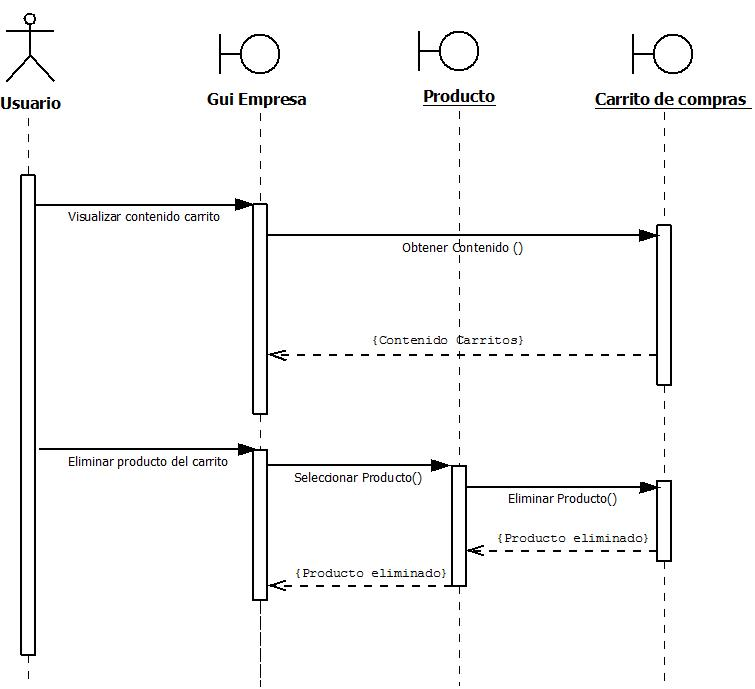 Usuario
Gui Empresa
Producto
Carrito de compras
Visualizar contenido carrito
Obtener Contenido ()
{Contenido Carritos}
Eliminar producto del carrito
Seleccionar Producto()
Eliminar Producto()
{Producto eliminado}
{Producto eliminado}